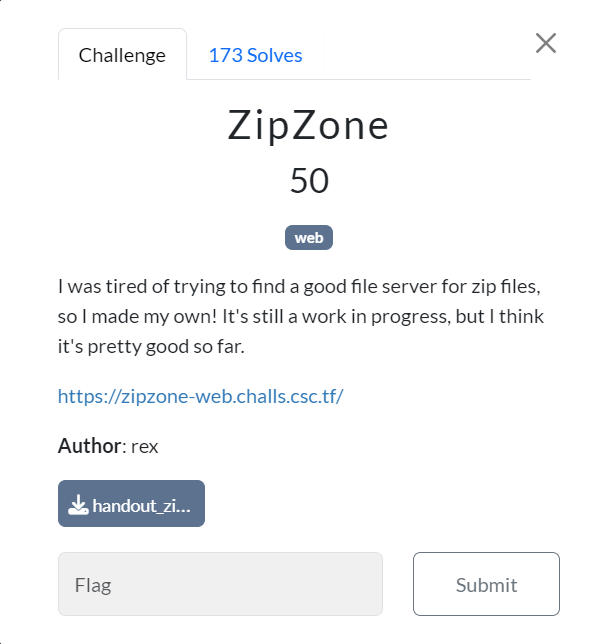 Challenge
173 Solves
ZipZone
50
web
I was tired of trying to find a good file server for zip files,
so I made my own! It's still a work in progress, but I think
it's pretty good so far.
https://zipzone-web.challs.csc.tf/
Author: rex
handout_zi...
Flag
Submit